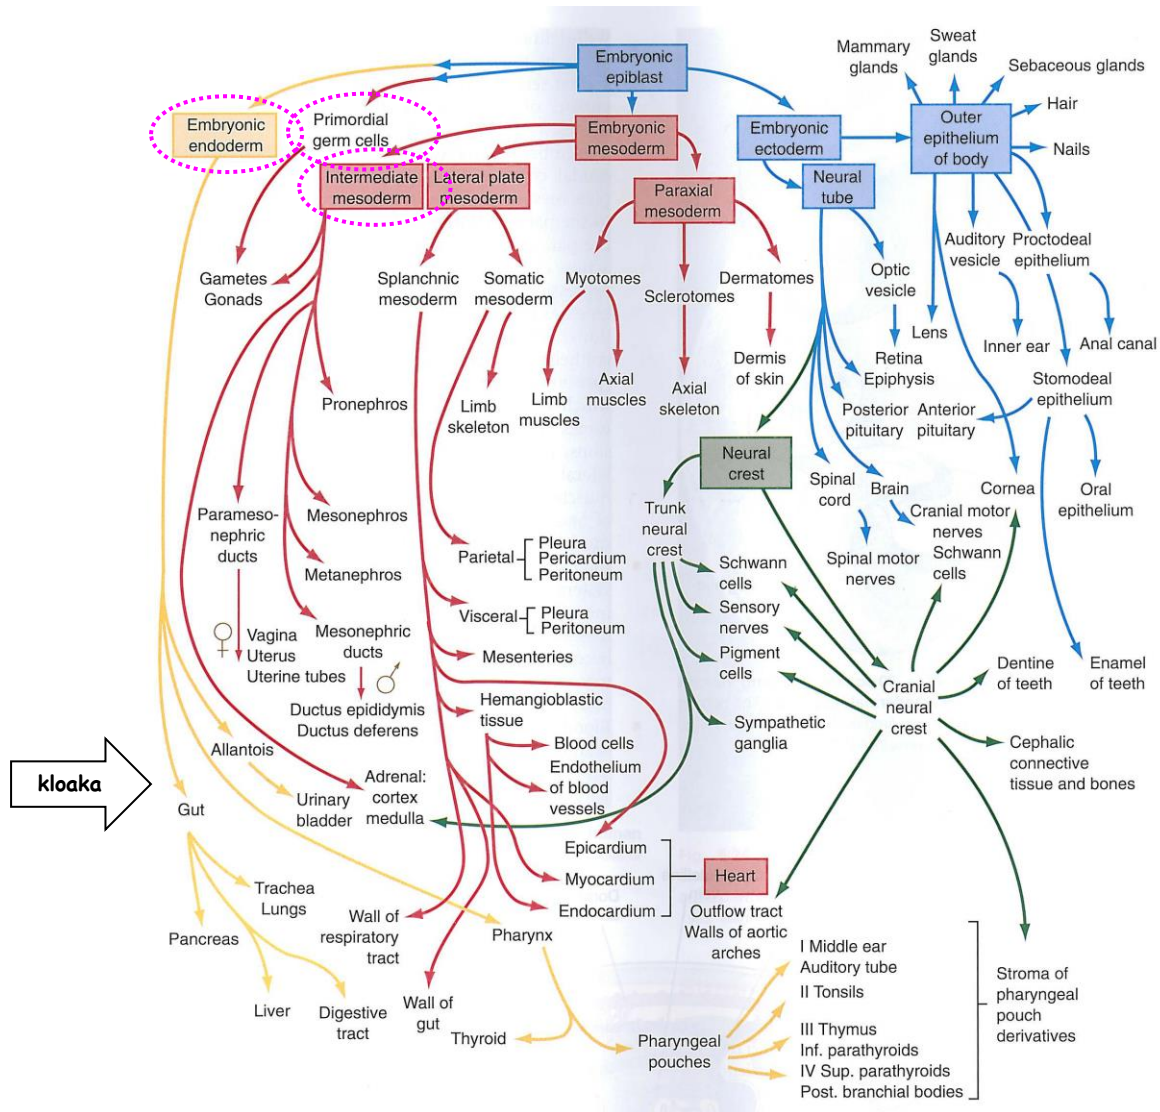 Embryonic
epiblast
Mammary
glands
Sweat
glands
Sebaceous glands
Hair
Nails
Embryonic
endoderm
Primordial
germ cells
Embryonic
mesoderm
Embryonic
ectoderm
Outer
epithelium
of body
Intermediate
mesoderm
Lateral plate
mesoderm
Paraxial
mesoderm
Neural
tube
Gametes
Gonads
Splanchnic
mesoderm
Somatic
mesoderm
Myotomes
Sclerotomes
Dermatomes
Optic
vesicle
Auditory
vesicle
Proctodeal
epithelium
Lens
Inner ear
Anal canal
Pronephros
Limb
skeleton
Limb
muscles
Axial
muscles
Axial
skeleton
Dermis
of skin
Retina
Epiphysis
Posterior
pituitary
Anterior
pituitary
Stomodeal
epithelium
Neural
crest
Spinal
cord
Brain
Cornea
Oral
epithelium
Parameso-
nephric
ducts
Mesonephros
Metanephros
Trunk
neural
crest
Cranial motor
nerves
Schwann
cells
Spinal motor
nerves
Parietal
Pleura
Pericardium
Peritoneum
Schwann
cells
Visceral
Pleura
Peritoneum
Sensory
nerves
♀
Vagina
Uterus
Uterine tubes
Mesonephric
ducts
♂
Mesenteries
Pigment
cells
Cranial
neural
crest
Dentine
of teeth
Enamel
of teeth
Ductus epididymis
Ductus deferens
Hemangioblastic
tissue
Sympathetic
ganglia
Allantois
Blood cells
Endothelium
of blood
vessels
Cephalic
connective
tissue and bones
kloaka
Gut
Urinary
bladder
Adrenal:
cortex
medulla
Epicardium
Myocardium
Endocardium
Heart
Trachea
Lungs
Pancreas
Wall of
respiratory
tract
Pharynx
Outflow tract
Walls of aortic
arches
Liver
Digestive
tract
Wall of
gut
Thyroid
Pharyngeal
pouches
I Middle ear
Auditory tube
II Tonsils
III Thymus
Inf. parathyroids
IV Sup. parathyroids
Post. branchial bodies
Stroma of
pharyngeal
pouch
derivatives